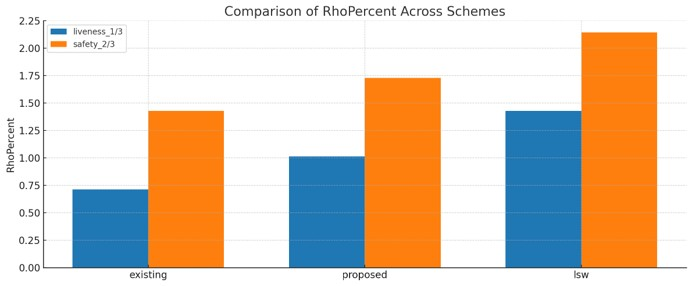 Comparison of RhoPercent Across Schemes
liveness_1/3
safety_2/3
RhoPercent
2.25
2.00
1.75
1.50
1.25
1.00
0.75
0.50
0.25
0.00
existing
proposed
lsw